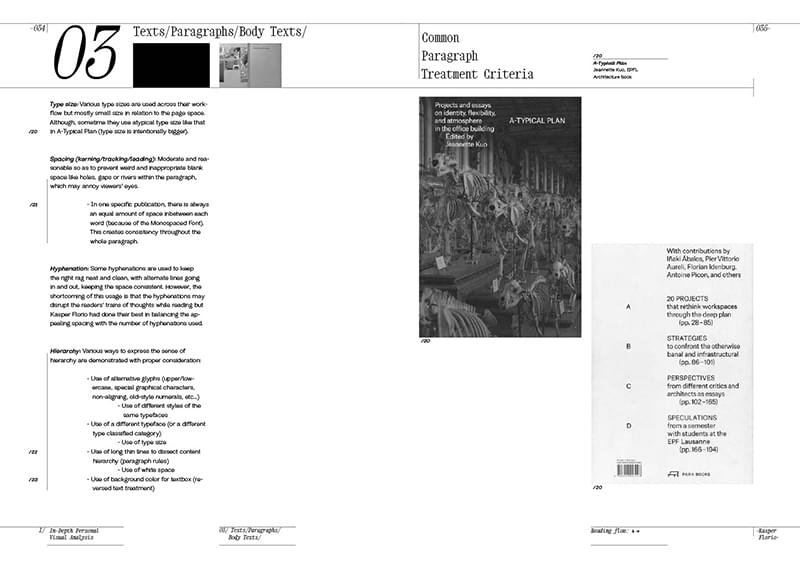 -054
03
Texts/Paragraphs/Body Texts/
Common
Paragraph
Treatment Criteria
055-
/20
A-Typical Plan
Jeannette Kuo, EPFL
Architecture book
Type size: Various type sizes are used across their work-
flow but mostly small size in relation to the page space.
Although, sometime they use atypical type size like that
/20
in A-Typical Plan (type size is intentionally bigger).
Spacing (kerning/tracking/leading): Moderate and rea-
sonable so as to prevent weird and inappropriate blank
space like holes, gaps or rivers within the paragraph,
which may annoy viewers' eyes.
/21
- In one specific publication, there is always
an equal amount of space inbetween each
word (because of the Monospaced Font).
This creates consistency throughout the
whole paragraph.
Hyphenation: Some hyphenations are used to keep
the right rag neat and clean, with alternate lines going
in and out, keeping the space consistent. However, the
shortcoming of this usage is that the hyphenations may
disrupt the readers' trains of thoughts while reading but
Kasper Florio had done their best in balancing the ap-
pealing spacing with the number of hyphenations used.
Hierarchy: Various ways to express the sense of
hierarchy are demonstrated with proper consideration:
- Use of alternative glyphs (upper/low-
ercase, special graphical characters,
non-aligning, old-style numerals, etc...)
- Use of different styles of the
same typefaces
- Use of a different typeface (or a different
type classified category)
- Use of type size
/22
- Use of long thin lines to dissect content
hierarchy (paragraph rules)
- Use of white space
/23
- Use of background color for textbox (re-
versed text treatment)
Projects and essays
on identity, flexibility,
and atmosphere
in the office building
Edited by
Jeannette Kuo
A-TYPICAL PLAN
/20
With contributions by
Iñaki Ábalos, Pier Vittorio
Aureli, Florian Idenburg,
Antoine Picon, and others
A
20 PROJECTS
that rethink workspaces
through the deep plan
(pp. 28–85)
B
STRATEGIES
to confront the otherwise
banal and infrastructural
(pp. 86–101)
C
PERSPECTIVES
from different critics and
architects as essays
(pp. 102–165)
D
SPECULATIONS
from a semester
with students at the
EPF Lausanne
(pp. 166–194)
PARK BOOKS
/20
1/ In-Depth Personal
Visual Analysis
03/ Texts/Paragraphs/
Body Texts/
Reading flow: ↓→
-Kasper
Florio-